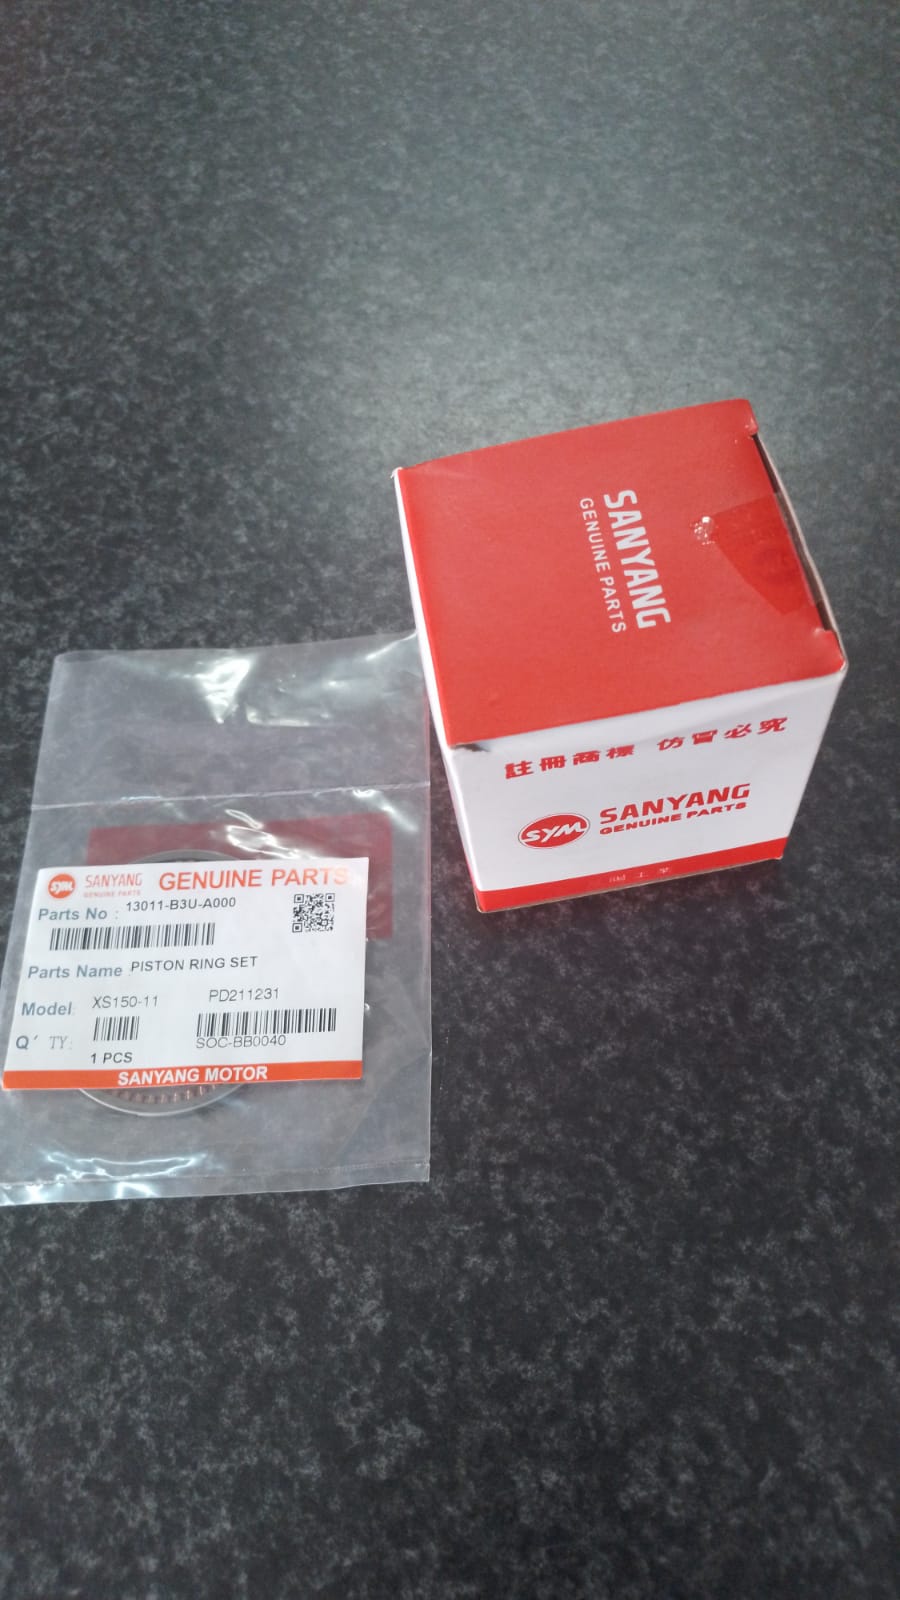 SANYANG
GENUINE PARTS
註冊商標 仿冒必究
SYM SANYANG
GENUINE PARTS
SYM SANYANG GENUINE PARTS
GENUINE PARTS
Parts No : 13011-B3U-A000
Parts Name : PISTON RING SET
Model: XS150-11 PD211231
Q' TY: SOC-BB0040
1 PCS
SANYANG MOTOR